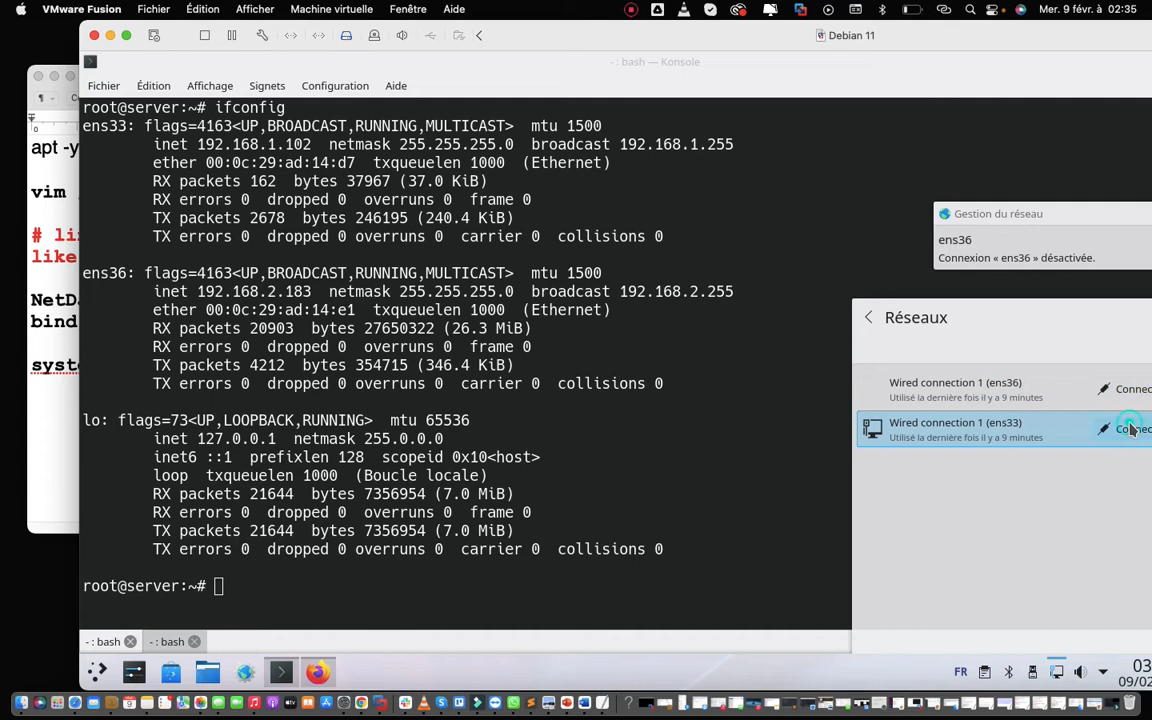 VMware Fusion Fichier Édition Afficher Machine virtuelle Fenêtre Aide Mer. 9 févr. à 02:35
Debian 11
- : bash — Konsole
Fichier Édition Affichage Signets Configuration Aide
root@server:~# ifconfig
ens33: flags=4163<UP,BROADCAST,RUNNING,MULTICAST> mtu 1500
inet 192.168.1.102 netmask 255.255.255.0 broadcast 192.168.1.255
ether 00:0c:29:ad:14:d7 txqueuelen 1000 (Ethernet)
RX packets 162 bytes 37967 (37.0 KiB)
RX errors 0 dropped 0 overruns 0 frame 0
TX packets 2678 bytes 246195 (240.4 KiB)
TX errors 0 dropped 0 overruns 0 carrier 0 collisions 0
ens36: flags=4163<UP,BROADCAST,RUNNING,MULTICAST> mtu 1500
inet 192.168.2.183 netmask 255.255.255.0 broadcast 192.168.2.255
ether 00:0c:29:ad:14:e1 txqueuelen 1000 (Ethernet)
RX packets 20903 bytes 27650322 (26.3 MiB)
RX errors 0 dropped 0 overruns 0 frame 0
TX packets 4212 bytes 354715 (346.4 KiB)
TX errors 0 dropped 0 overruns 0 carrier 0 collisions 0
lo: flags=73<UP,LOOPBACK,RUNNING> mtu 65536
inet 127.0.0.1 netmask 255.0.0.0
inet6 ::1 prefixlen 128 scopeid 0x10<host>
loop txqueuelen 1000 (Boucle locale)
RX packets 21644 bytes 7356954 (7.0 MiB)
RX errors 0 dropped 0 overruns 0 frame 0
TX packets 21644 bytes 7356954 (7.0 MiB)
TX errors 0 dropped 0 overruns 0 carrier 0 collisions 0
root@server:~#
- : bash - : bash
apt -y
vim
# li
like
NetDa
bind
syste
Gestion du réseau
ens36
Connexion « ens36 » désactivée.
Réseaux
Wired connection 1 (ens36)
Utilisé la dernière fois il y a 9 minutes
Connec
Wired connection 1 (ens33)
Utilisé la dernière fois il y a 9 minutes
FR
03
09/02